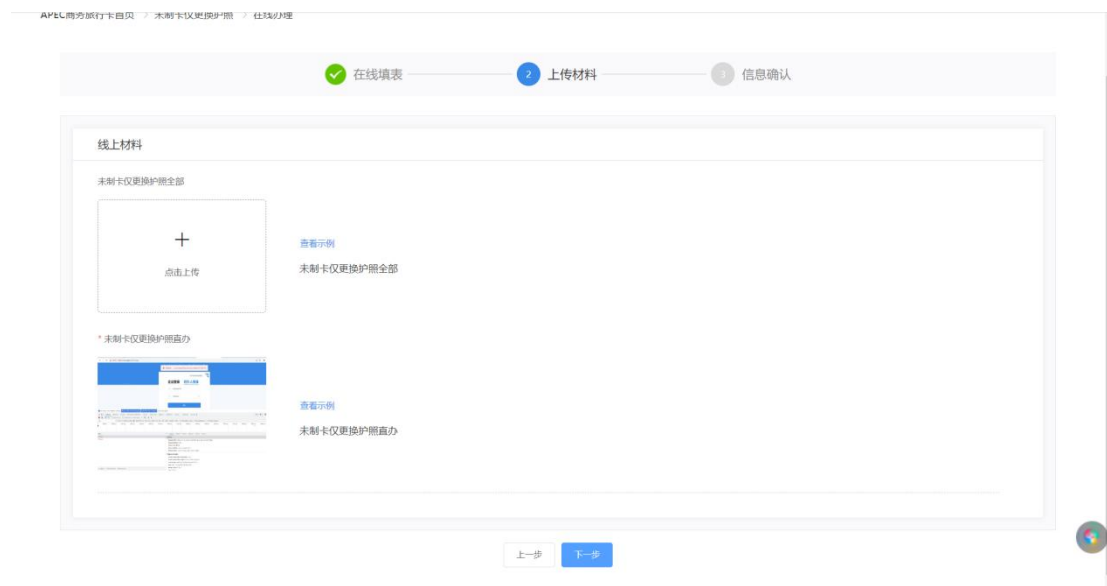 APEC商务旅行卡首页 > 未制卡仅更换护照 > 在线办理
在线填表
2 上传材料
3 信息确认
线上材料
未制卡仅更换护照全部
+
点击上传
查看示例
未制卡仅更换护照全部
* 未制卡仅更换护照直办
查看示例
未制卡仅更换护照直办
上一步 下一步